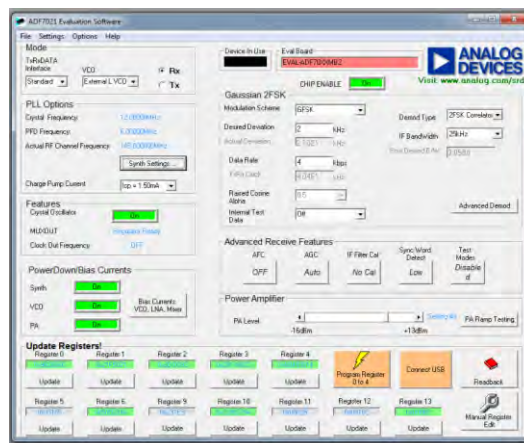 ADF7021 Evaluation Software
File Settings Options Help
Mode
TxRxDATA
Interface
VCO
Standard
External L VCO
Rx
Tx
PLL Options
Crystal Frequency
PFD Frequency
Actual RF Channel Frequency
Synth Settings ...
Charge Pump Current
Icp = 1.50mA
Features
Crystal Oscillator
On
MUXOUT
Clock Out Frequency
OFF
PowerDown/Bias Currents
Synth
On
VCO
On
PA
On
Bias Currents
VCO, LNA, Mixer
Device In Use
Eval Board
ANALOG
DEVICES
Visit: www.analog.com/srd
CHIP ENABLE
On
Gaussian 2FSK
Modulation Scheme
GFSK
Desired Deviation
2
kHz
Actual Deviation
kHz
Data Rate
4
kbps
Raised Cosine
Alpha
0.5
Internal Test
Data
Off
Demod Type
2FSK Correlator
IF Bandwidth
25kHz
Advanced Demod
Advanced Receive Features
AFC
OFF
AGC
Auto
IF Filter Cal
No Cal
Sync Word
Detect
Low
Test
Modes
Disable
d
Power Amplifier
PA Level
-16dBm
+13dBm
PA Ramp Testing
Update Registers!
Register 0
Register 1
Register 2
Register 3
Register 4
Update
Update
Update
Update
Update
Program Register
0 to 4
Connect USB
Readback
Register 5
Register 6
Register 9
Register 10
Register 11
Register 12
Register 13
Update
Update
Update
Update
Update
Update
Update
Manual Register
Edit